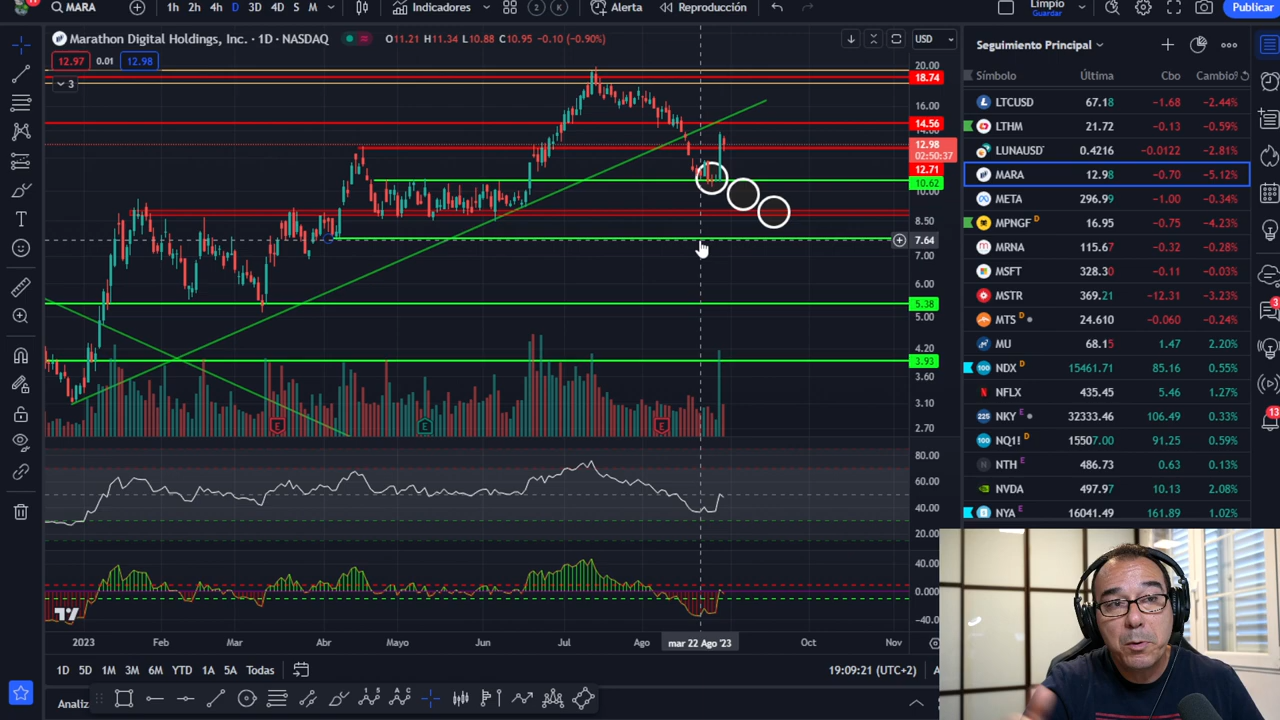 MARA
1h 2h 4h D 3D 4D S M
Indicadores
2 K
Alerta
Reproducción
Limpio
Guardar
Publicar
Marathon Digital Holdings, Inc. · 1D · NASDAQ
O11.21 H11.34 L10.88 C10.95 -0.10 (-0.90%)
USD
12.97 0.01 12.98
3
20.00
18.74
16.00
14.56
14.00
12.98
02:50:37
12.71
10.62
10.00
8.50
7.64
7.00
6.00
5.38
5.00
4.20
3.93
3.60
3.10
2.70
E E E
80.00
60.00
40.00
20.00
40.00
0.000
-40.00
2023 Feb Mar Abr Mayo Jun Jul Ago mar 22 Ago '23 Oct Nov
1D 5D 1M 3M 6M YTD 1A 5A Todas
19:09:21 (UTC+2)
Analiz
Seguimiento Principal
Símbolo Última Cbo Cambio%
LTCUSD 67.18 -1.68 -2.44%
LTHM 21.72 -0.13 -0.59%
LUNAUSD 0.4216 -0.0122 -2.81%
MARA 12.98 -0.70 -5.12%
META 296.99 -1.00 -0.34%
MPNGF D 16.95 -0.75 -4.23%
MRNA 115.67 -0.32 -0.28%
MSFT 328.30 -0.11 -0.03%
MSTR 369.21 -12.31 -3.23%
MTS D 24.610 -0.060 -0.24%
MU 68.15 1.47 2.20%
NDX D 15461.71 85.16 0.55%
NFLX 435.45 5.46 1.27%
NKY E 32333.46 106.49 0.33%
NQ1! D 15507.00 91.25 0.59%
NTH E 486.73 0.63 0.13%
NVDA 497.97 10.13 2.08%
NYA E 16041.49 161.89 1.02%
3
13